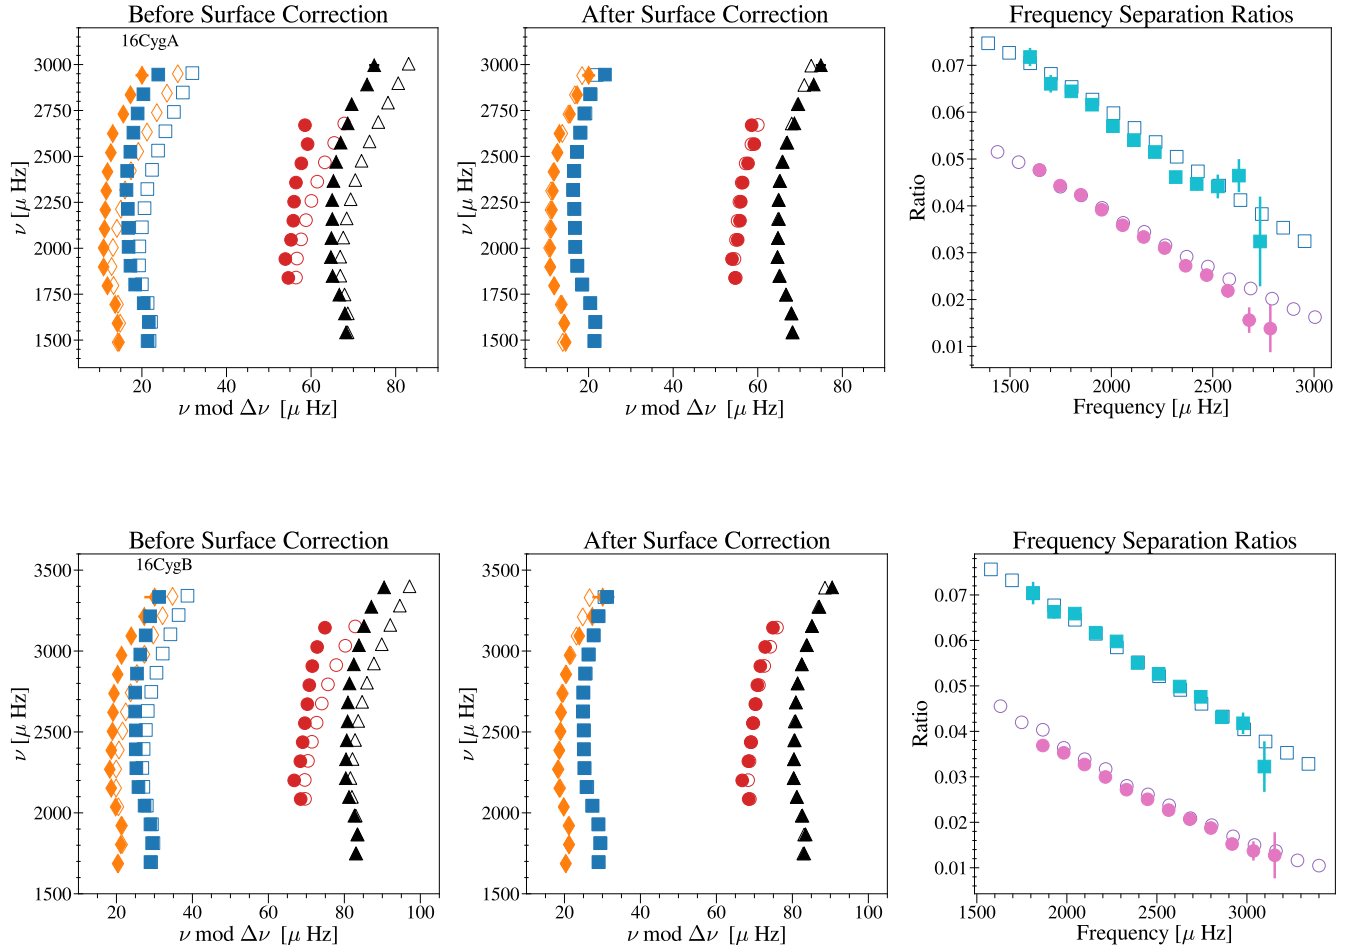 Before Surface Correction
After Surface Correction
Frequency Separation Ratios
16CygA
3000
2750
2500
2250
2000
1750
1500
ν [μ Hz]
20 40 60 80
ν mod Δν [μ Hz]
3000
2750
2500
2250
2000
1750
1500
ν [μ Hz]
20 40 60 80
ν mod Δν [μ Hz]
0.07
0.06
0.05
0.04
0.03
0.02
0.01
Ratio
1500 2000 2500 3000
Frequency [μ Hz]
Before Surface Correction
After Surface Correction
Frequency Separation Ratios
16CygB
3500
3000
2500
2000
1500
ν [μ Hz]
20 40 60 80 100
ν mod Δν [μ Hz]
3500
3000
2500
2000
1500
ν [μ Hz]
20 40 60 80 100
ν mod Δν [μ Hz]
0.07
0.06
0.05
0.04
0.03
0.02
0.01
Ratio
1500 2000 2500 3000
Frequency [μ Hz]